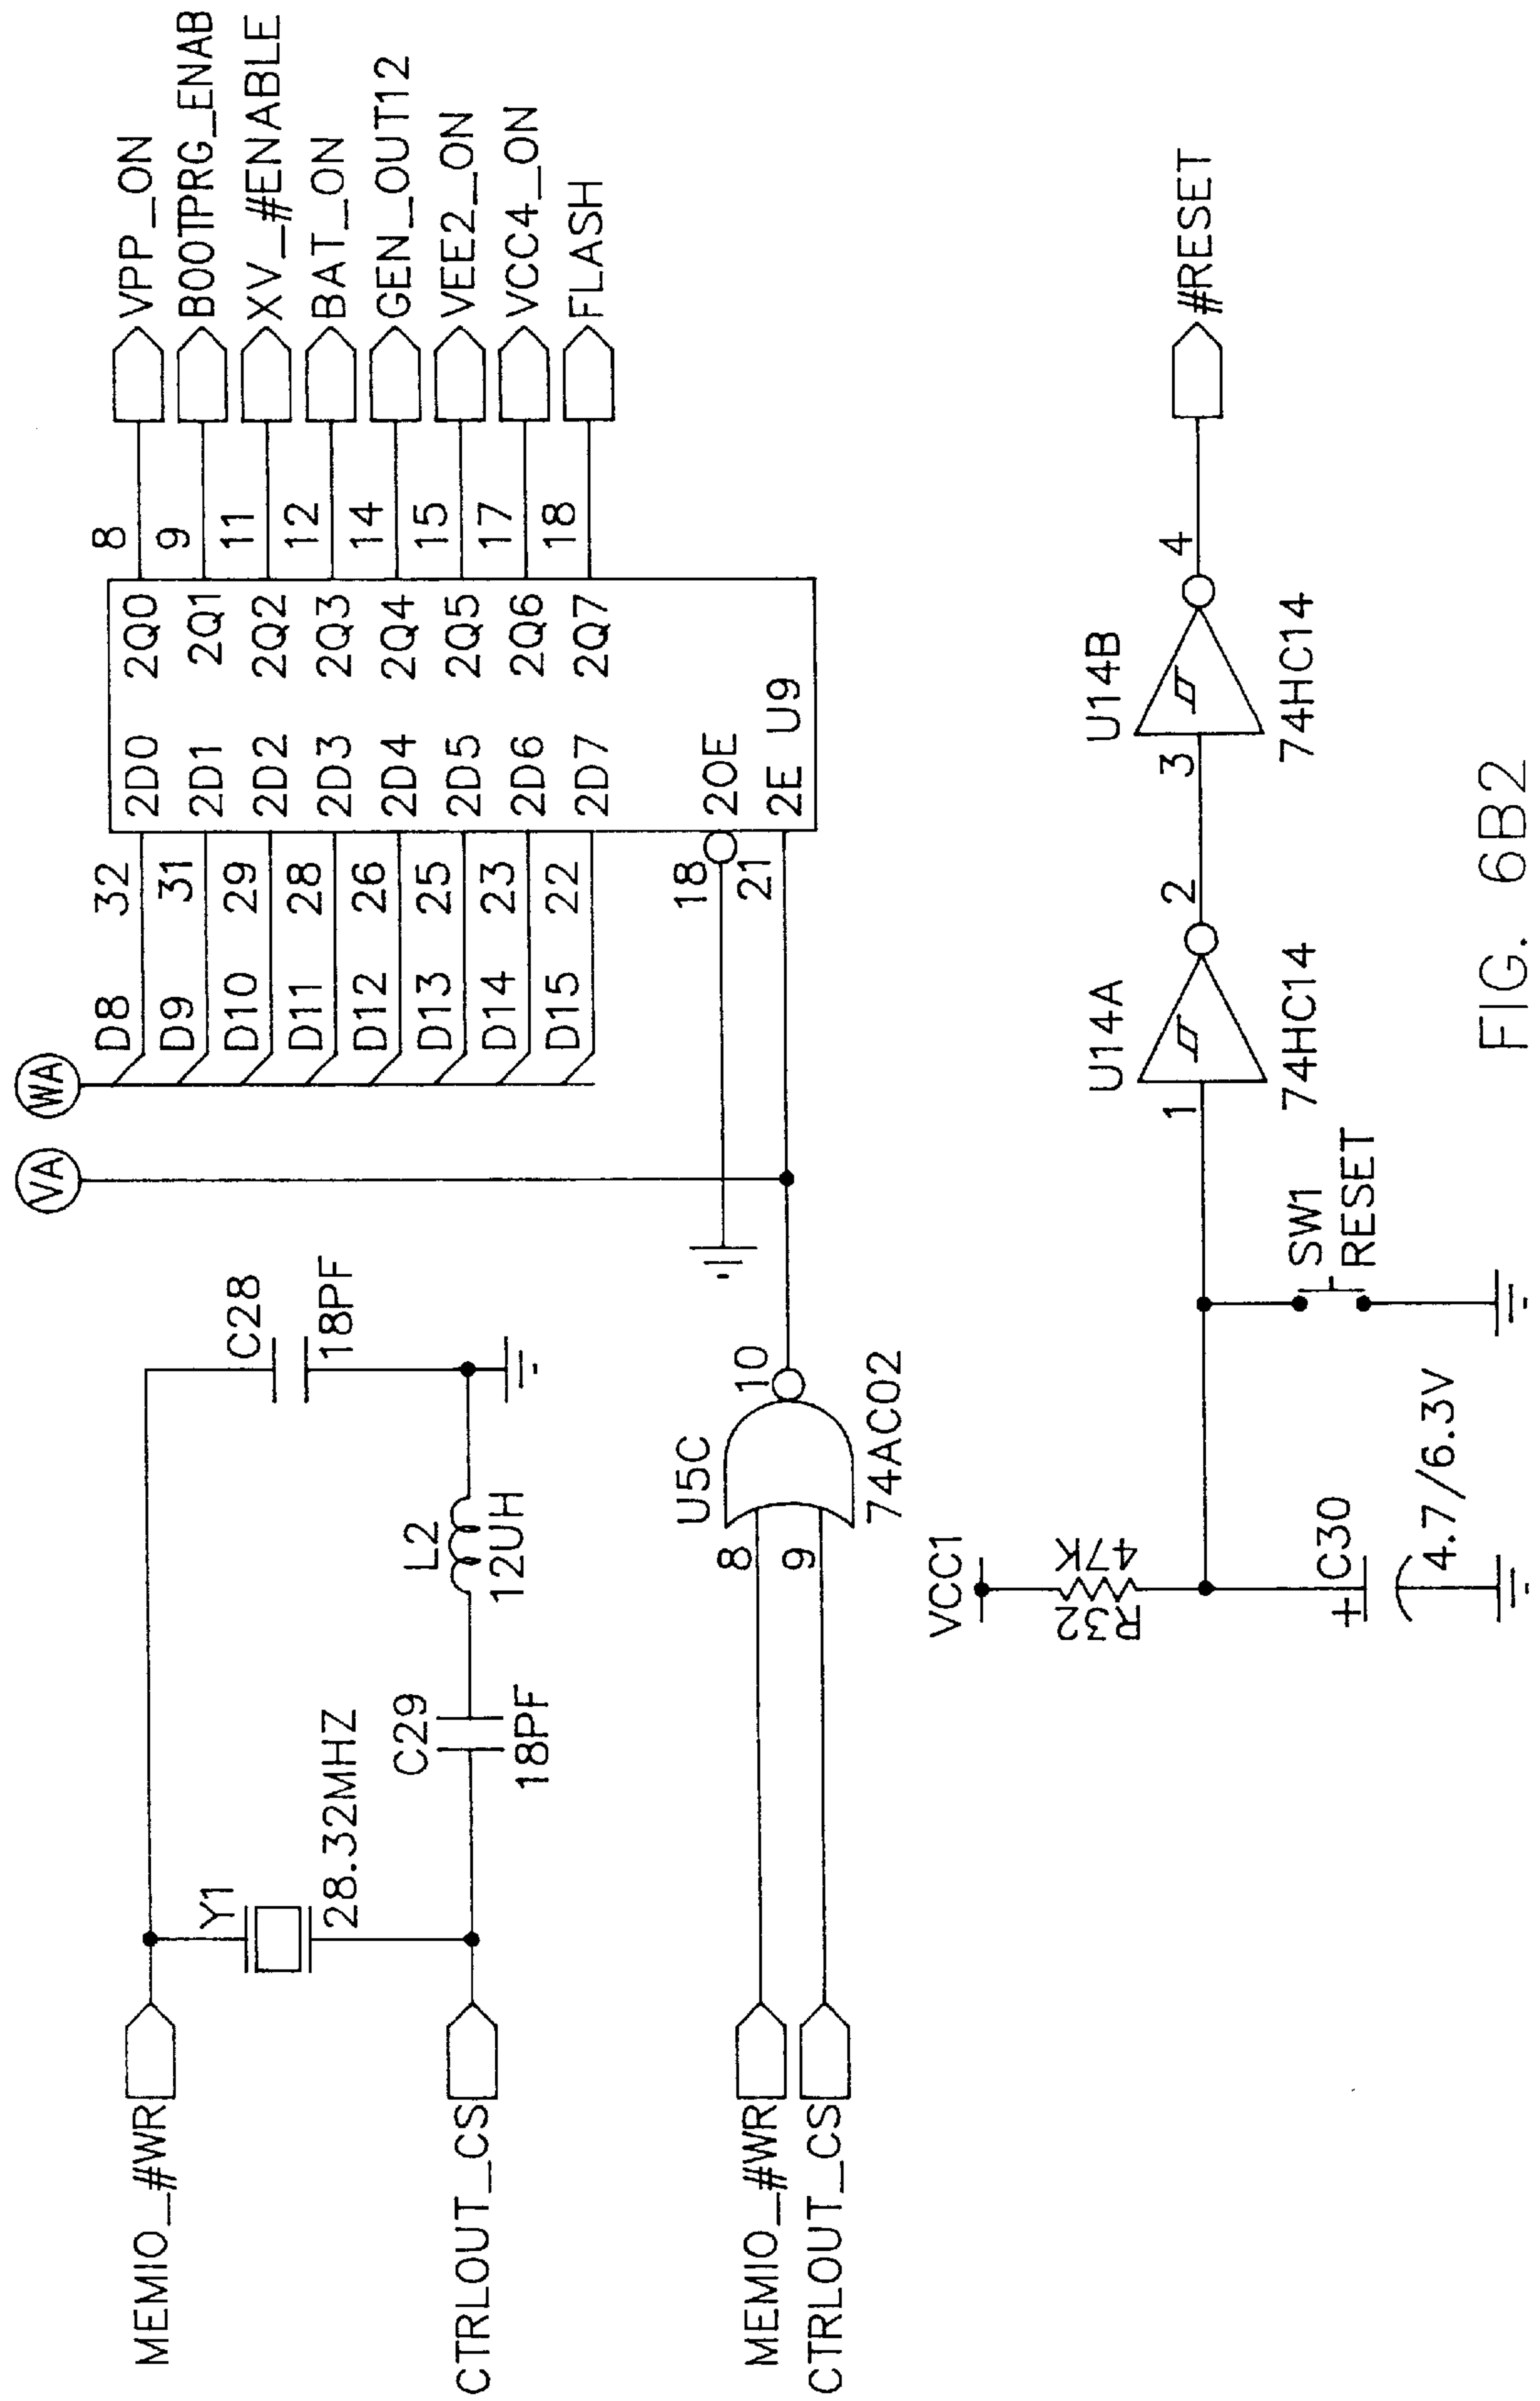 MEMIO_#WR
Y1
28.32MHZ
C28
18PF
CTRLOUT_CS
C29
18PF
L2
12UH
VA
WA
D8 32 2D0 2Q0 8 VPP_ON
D9 31 2D1 2Q1 9 BOOTPRG_ENAB
D10 29 2D2 2Q2 11 XV_#ENABLE
D11 28 2D3 2Q3 12 BAT_ON
D12 26 2D4 2Q4 14 GEN_OUT12
D13 25 2D5 2Q5 15 VEE2_ON
D14 23 2D6 2Q6 17 VCC4_ON
D15 22 2D7 2Q7 18 FLASH
18 2OE
21 2E U9
MEMIO_#WR 8
CTRLOUT_CS 9
U5C
10
74AC02
VCC1
R32
47K
+
C30
4.7/6.3V
SW1
RESET
1
U14A
2
74HC14
3
U14B
4
74HC14
#RESET
FIG. 6B2